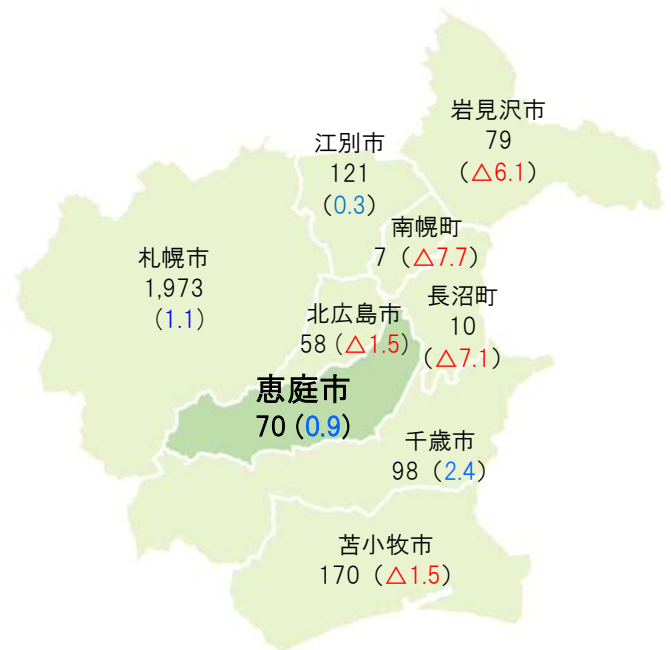 岩見沢市
79
（△6.1）
江別市
121
（0.3）
南幌町
7（△7.7）
札幌市
1,973
（1.1）
長沼町
10
（△7.1）
北広島市
58（△1.5）
恵庭市
70（0.9）
千歳市
98（2.4）
苫小牧市
170（△1.5）